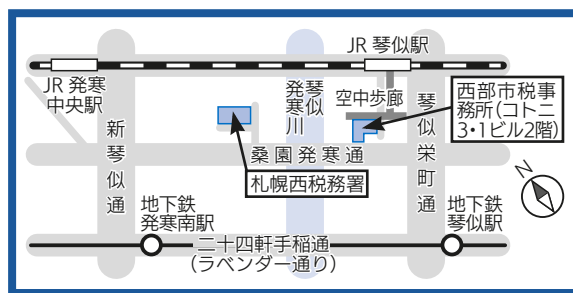 JR 琴似駅
JR 発寒
中央駅
新琴似通
琴似
発寒川
空中歩廊
西部市税事
務所(コトニ
3・1ビル2階)
琴似栄町通
桑園発寒通
札幌西税務署
N
地下鉄
発寒南駅
二十四軒手稲通
(ラベンダー通り)
地下鉄
琴似駅